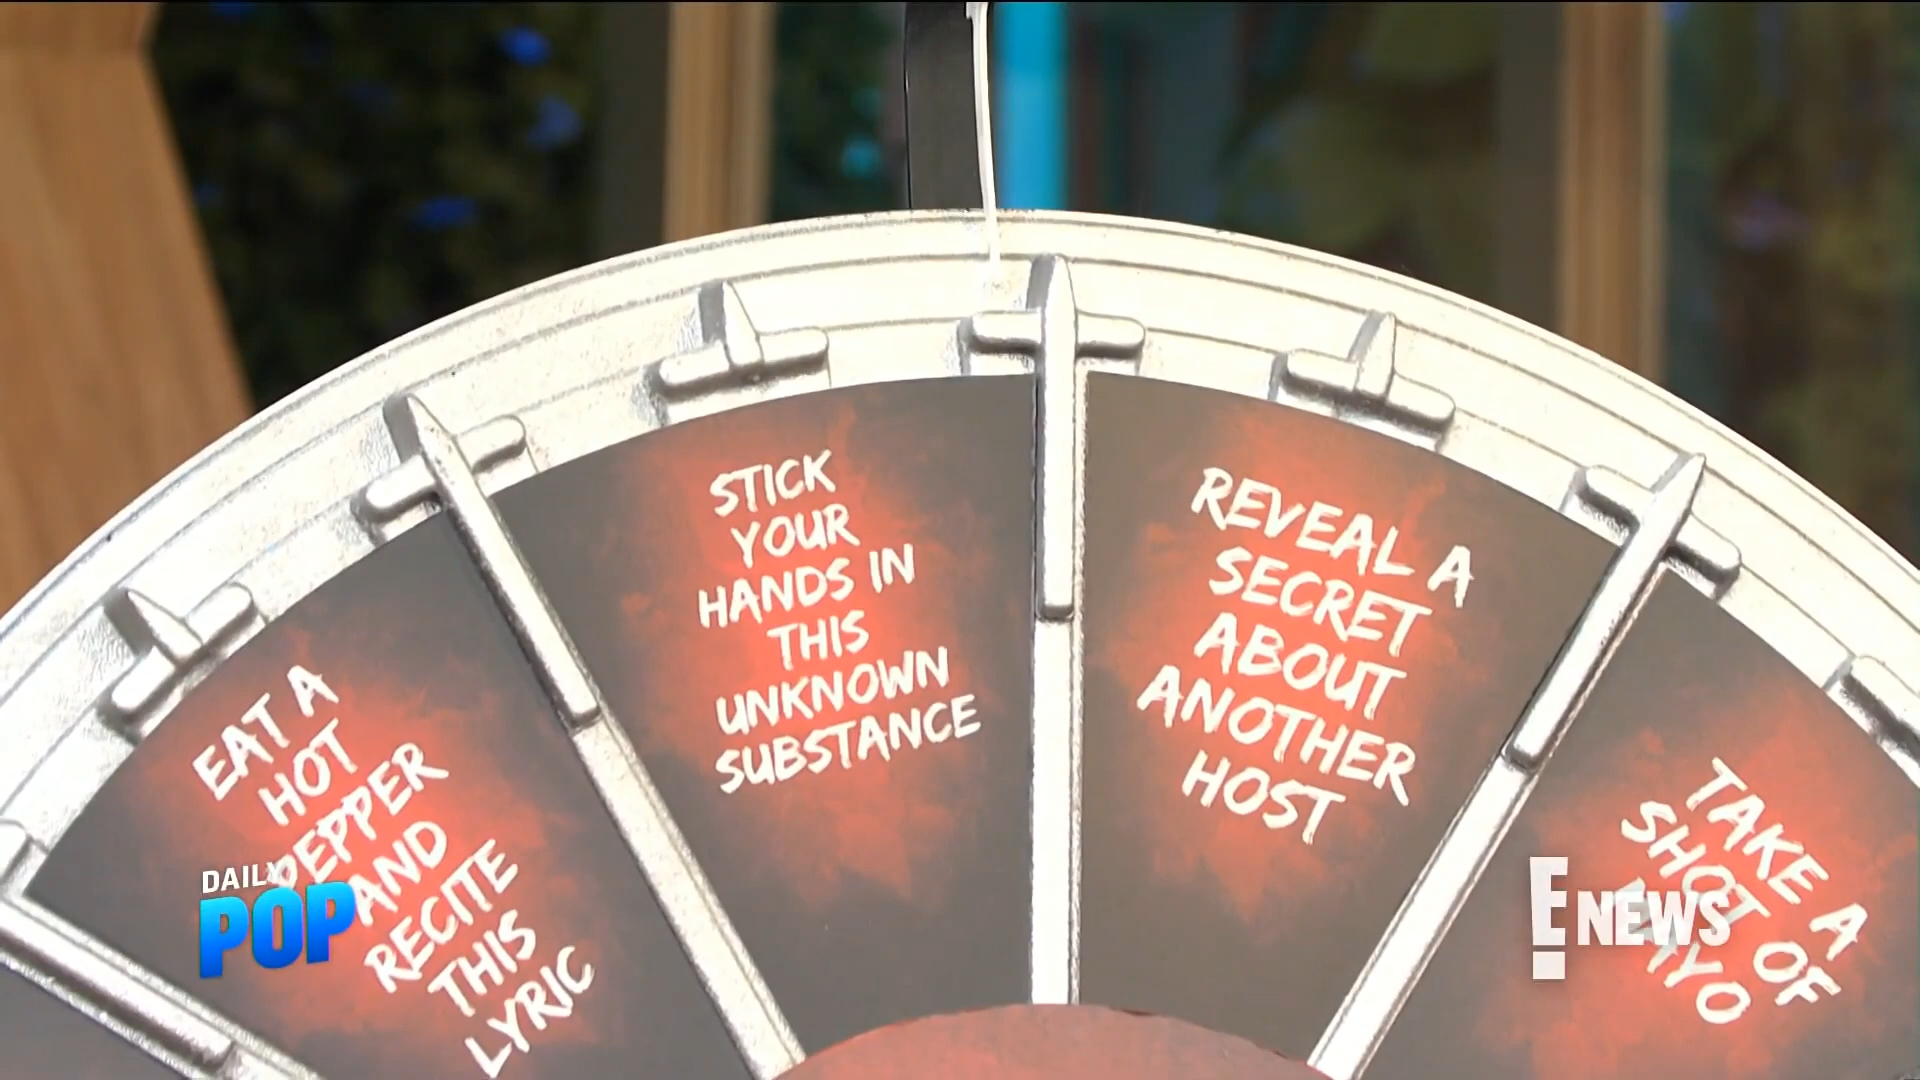 EAT A
HOT
PEPPER
AND
RECITE
THIS
LYRIC
STICK
YOUR
HANDS IN
THIS
UNKNOWN
SUBSTANCE
REVEAL A
SECRET
ABOUT
ANOTHER
HOST
TAKE A
SHOT OF
MAYO
DAILY
POP
E! NEWS